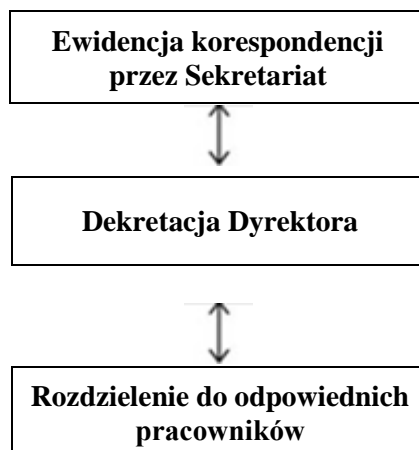 Ewidencja korespondencji
przez Sekretariat
Dekretacja Dyrektora
Rozdzielenie do odpowiednich
pracowników